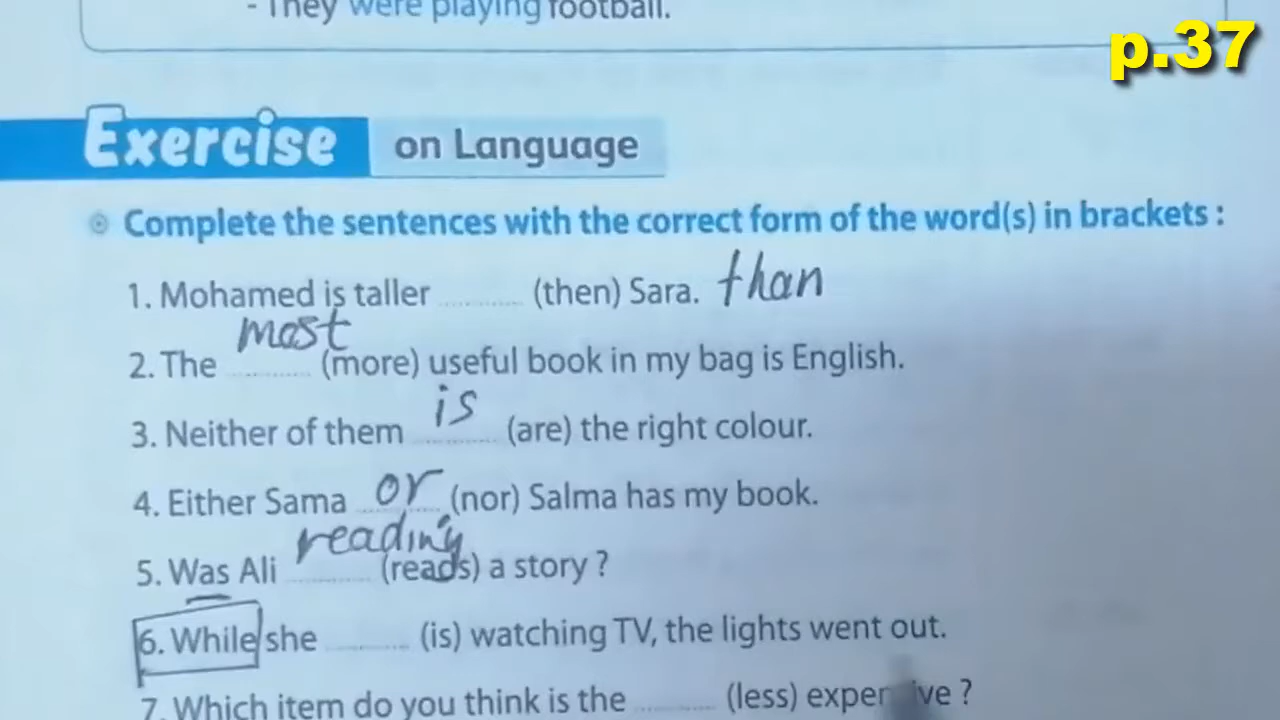 - They were playing football.
p.37
Exercise on Language
Complete the sentences with the correct form of the word(s) in brackets :
1. Mohamed is taller ............ (then) Sara. than
most
2. The ............ (more) useful book in my bag is English.
is
3. Neither of them ............ (are) the right colour.
4. Either Sama or (nor) Salma has my book.
reading
5. Was Ali ............ (reads) a story ?
6. While she ............ (is) watching TV, the lights went out.
7. Which item do you think is the ............ (less) expensive ?